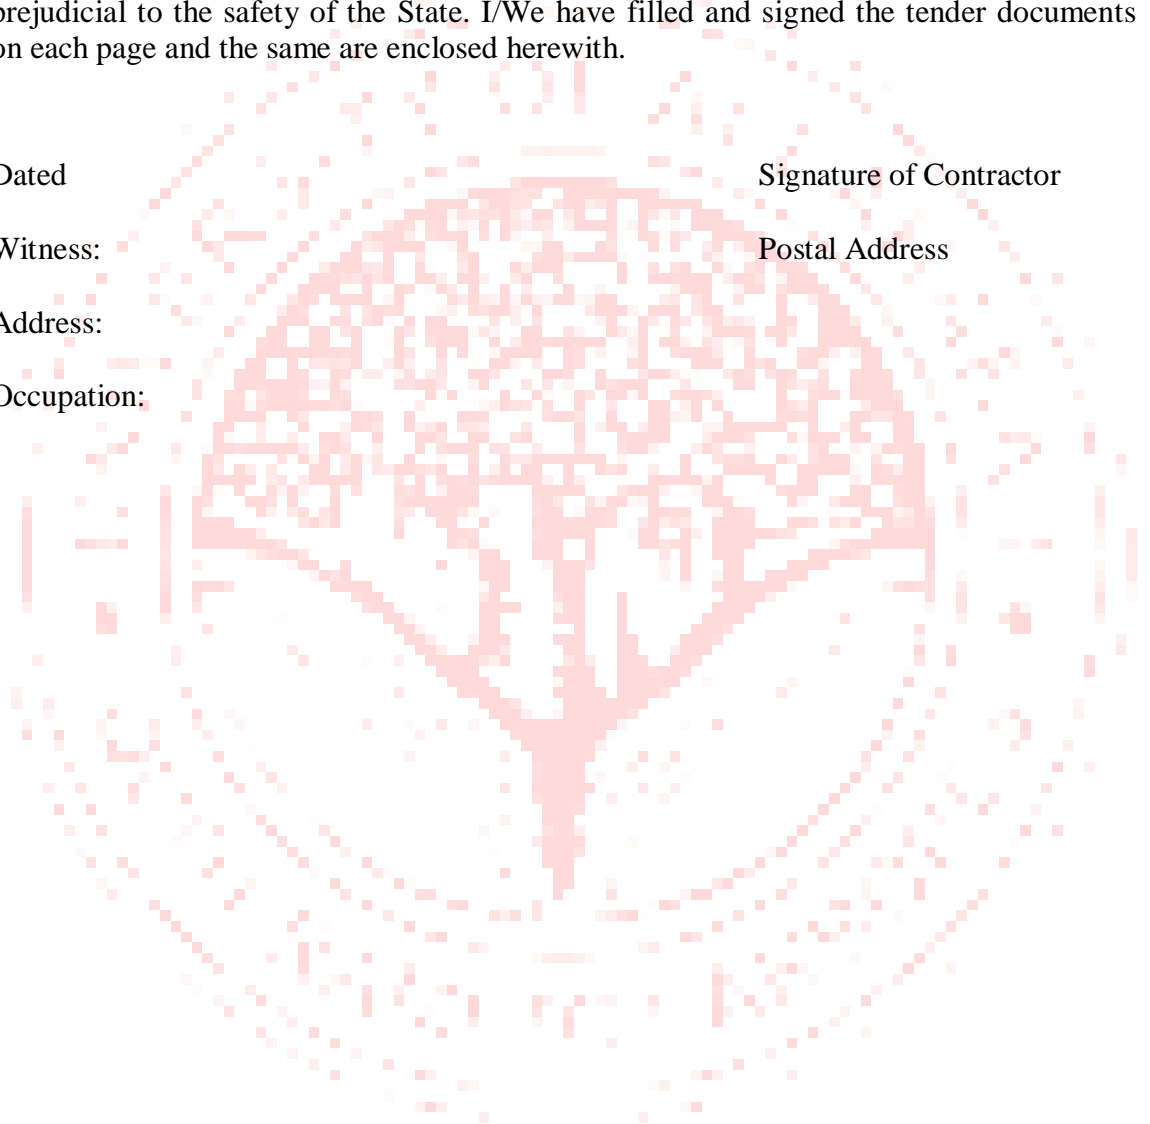 prejudicial to the safety of the State. I/We have filled and signed the tender documents
on each page and the same are enclosed herewith.
Dated Signature of Contractor
Witness: Postal Address
Address:
Occupation: